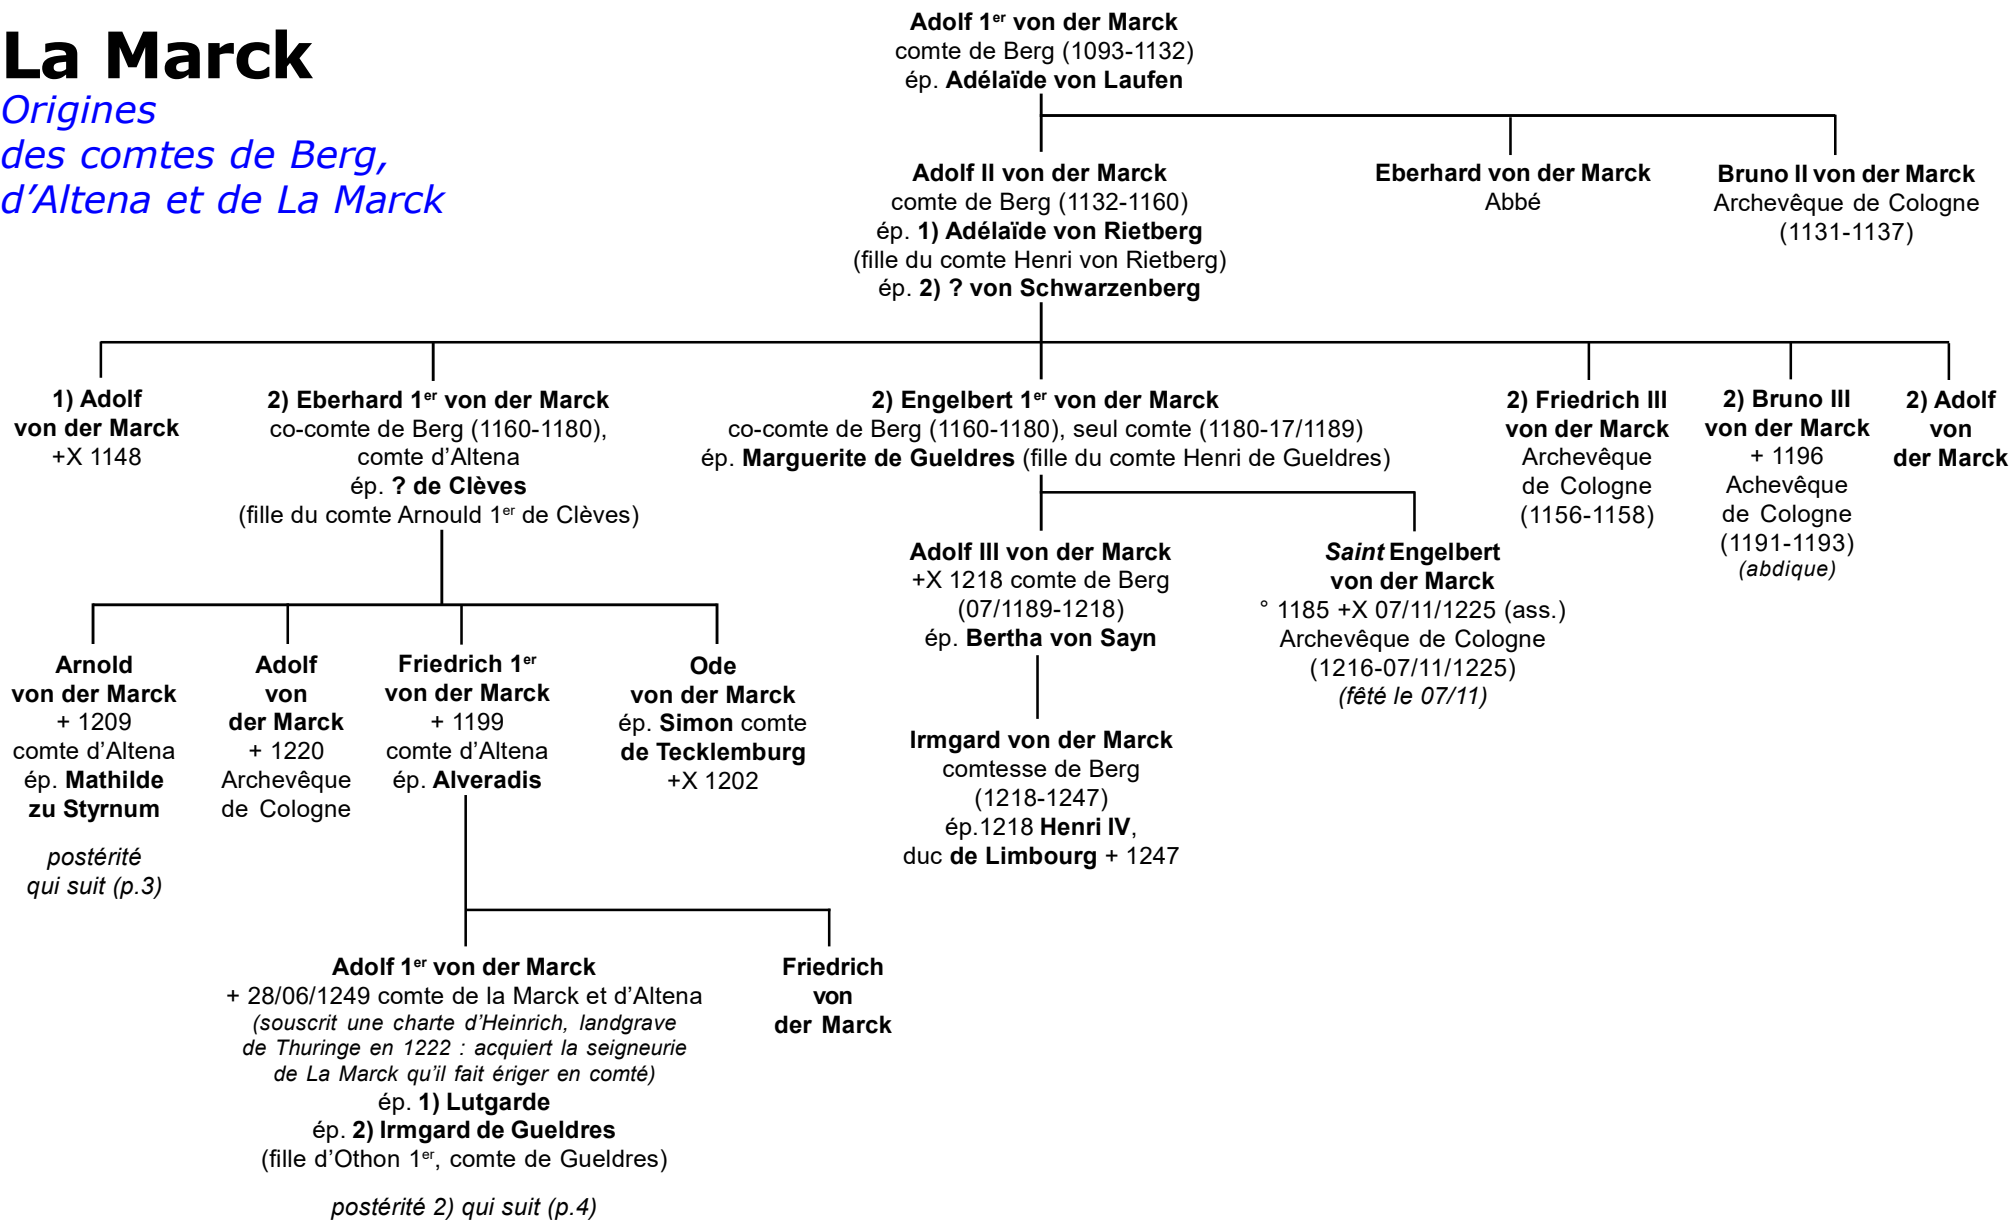 La Marck
Origines
des comtes de Berg,
d'Altena et de La Marck
Adolf 1er von der Marck
comte de Berg (1093-1132)
ép. Adélaïde von Laufen
Adolf II von der Marck
comte de Berg (1132-1160)
ép. 1) Adélaïde von Rietberg
(fille du comte Henri von Rietberg)
ép. 2) ? von Schwarzenberg
Eberhard von der Marck
Abbé
Bruno II von der Marck
Archevêque de Cologne
(1131-1137)
1) Adolf
von der Marck
+X 1148
2) Eberhard 1er von der Marck
co-comte de Berg (1160-1180),
comte d'Altena
ép. ? de Clèves
(fille du comte Arnould 1er de Clèves)
2) Engelbert 1er von der Marck
co-comte de Berg (1160-1180), seul comte (1180-17/1189)
ép. Marguerite de Gueldres (fille du comte Henri de Gueldres)
2) Friedrich III
von der Marck
Archevêque
de Cologne
(1156-1158)
2) Bruno III
von der Marck
+ 1196
Achevêque
de Cologne
(1191-1193)
(abdique)
2) Adolf
von
der Marck
Adolf III von der Marck
+X 1218 comte de Berg
(07/1189-1218)
ép. Bertha von Sayn
Saint Engelbert
von der Marck
° 1185 +X 07/11/1225 (ass.)
Archevêque de Cologne
(1216-07/11/1225)
(fêté le 07/11)
Arnold
von der Marck
+ 1209
comte d'Altena
ép. Mathilde
zu Styrnum
postérité
qui suit (p.3)
Adolf
von
der Marck
+ 1220
Archevêque
de Cologne
Friedrich 1er
von der Marck
+ 1199
comte d'Altena
ép. Alveradis
Ode
von der Marck
ép. Simon comte
de Tecklemburg
+X 1202
Irmgard von der Marck
comtesse de Berg
(1218-1247)
ép.1218 Henri IV,
duc de Limbourg + 1247
Adolf 1er von der Marck
+ 28/06/1249 comte de la Marck et d'Altena
(souscrit une charte d'Heinrich, landgrave
de Thuringe en 1222 : acquiert la seigneurie
de La Marck qu'il fait ériger en comté)
ép. 1) Lutgarde
ép. 2) Irmgard de Gueldres
(fille d'Othon 1er, comte de Gueldres)
postérité 2) qui suit (p.4)
Friedrich
von
der Marck